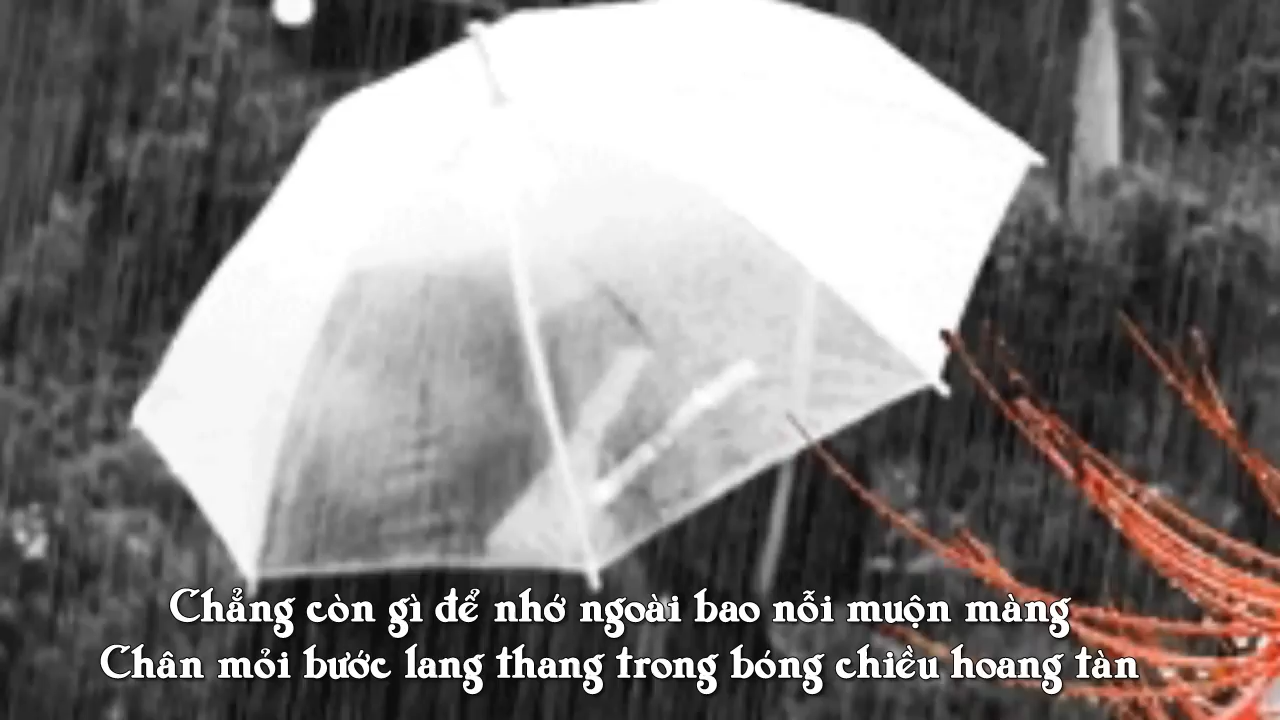 Chẳng còn gì để nhớ ngoài bao nỗi muộn màng
Chân mỏi bước lang thang trong bóng chiều hoang tàn